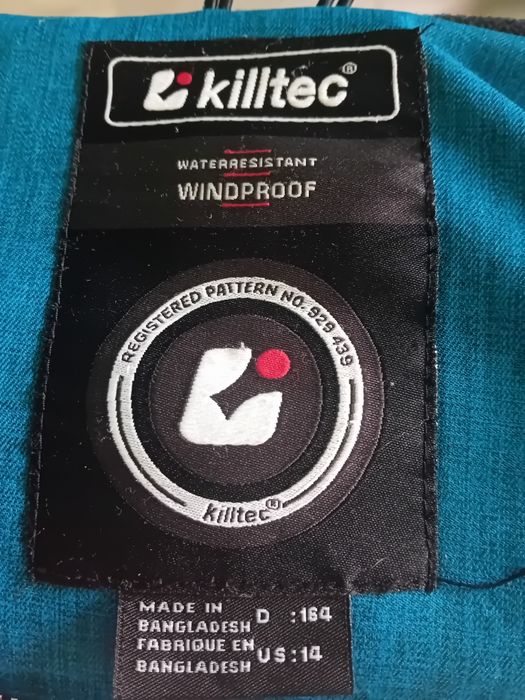 killtec®
WATERRESISTANT
WINDPROOF
REGISTERED PATTERN NO. 929 439
killtec®
MADE IN
BANGLADESH
FABRIQUE EN
BANGLADESH
D :164
US:14